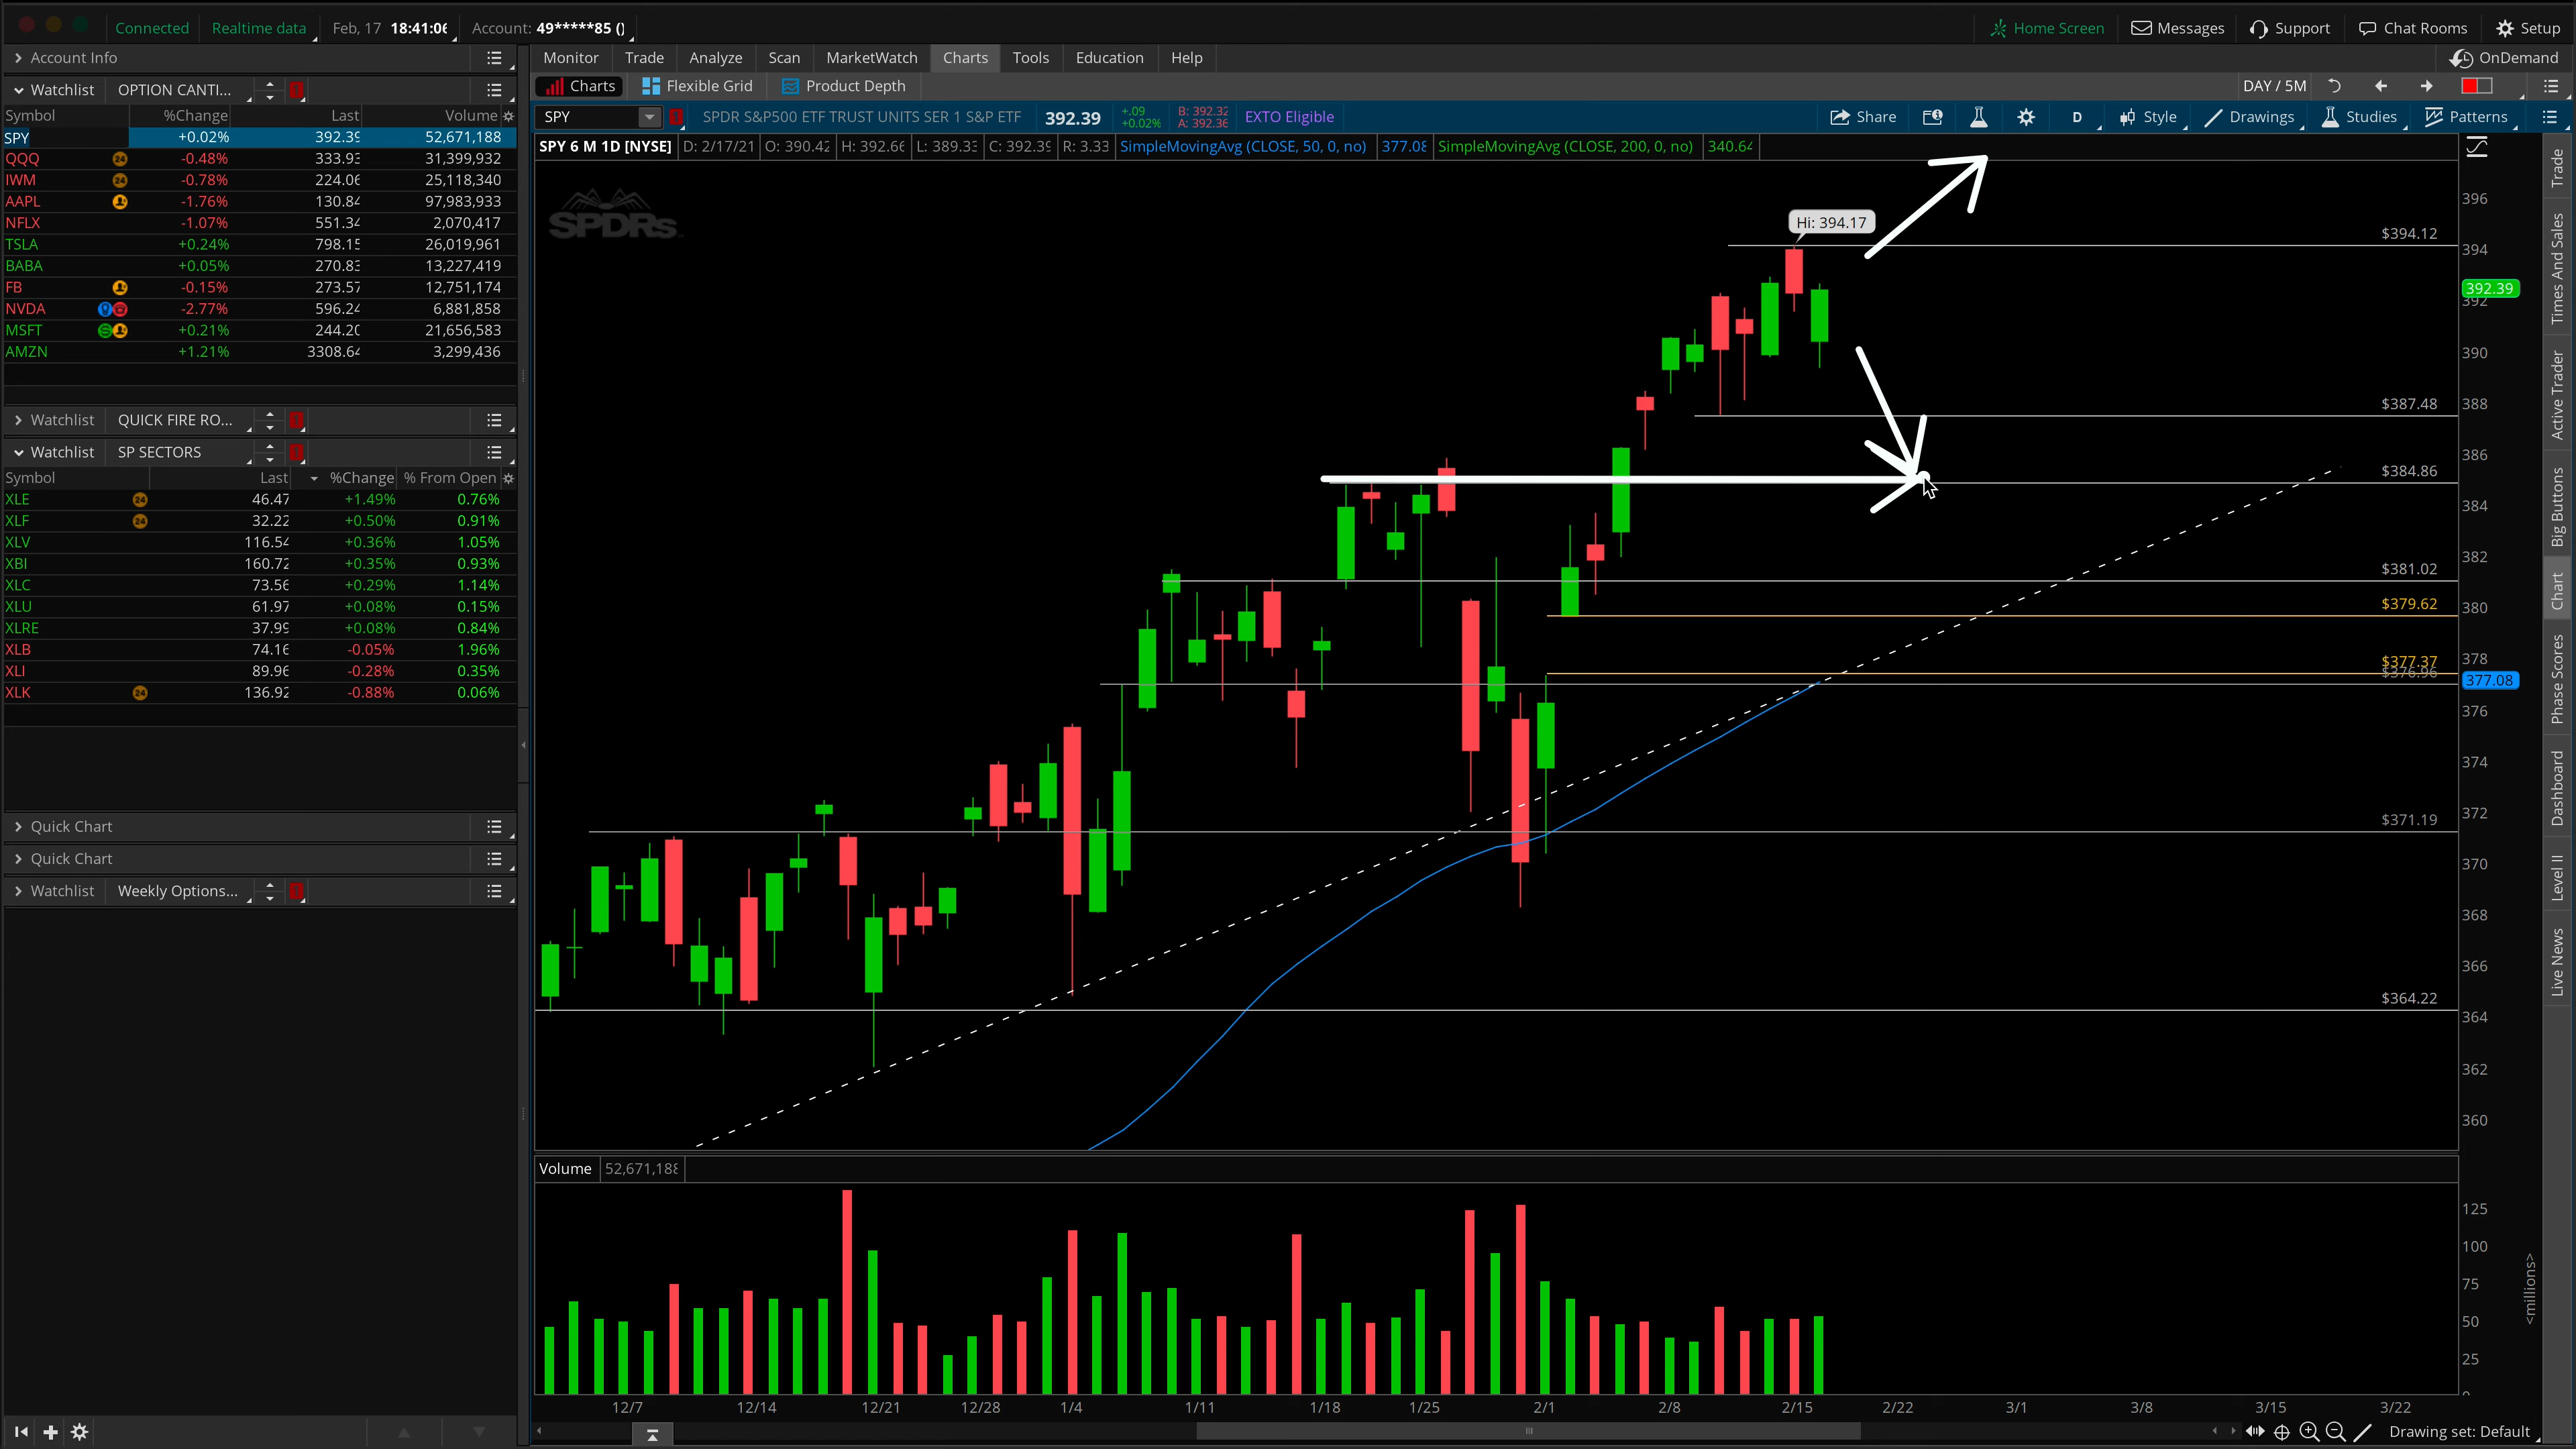 Connected Realtime data Feb, 17 18:41:06 Account: 49*****85 () Home Screen Messages Support Chat Rooms Setup
Account Info
Monitor Trade Analyze Scan MarketWatch Charts Tools Education Help OnDemand
Watchlist OPTION CANTI...
Charts Flexible Grid Product Depth DAY / 5M
Symbol %Change Last Volume
SPY SPDR S&P500 ETF TRUST UNITS SER 1 S&P ETF 392.39 +.09 +0.02% B: 392.32 A: 392.36 EXTO Eligible Share D Style Drawings Studies Patterns
SPY +0.02% 392.39 52,671,188
QQQ -0.48% 333.93 31,399,932
IWM -0.78% 224.06 25,118,340
AAPL -1.76% 130.84 97,983,933
NFLX -1.07% 551.34 2,070,417
TSLA +0.24% 798.15 26,019,961
BABA +0.05% 270.83 13,227,419
FB -0.15% 273.57 12,751,174
NVDA -2.77% 596.24 6,881,858
MSFT +0.21% 244.20 21,656,583
AMZN +1.21% 3308.64 3,299,436
Watchlist QUICK FIRE RO...
Watchlist SP SECTORS
Symbol Last %Change % From Open
XLE 46.47 +1.49% 0.76%
XLF 32.22 +0.50% 0.91%
XLV 116.54 +0.36% 1.05%
XBI 160.72 +0.35% 0.93%
XLC 73.56 +0.29% 1.14%
XLU 61.97 +0.08% 0.15%
XLRE 37.99 +0.08% 0.84%
XLB 74.16 -0.05% 1.96%
XLI 89.96 -0.28% 0.35%
XLK 136.92 -0.88% 0.06%
Quick Chart
Quick Chart
Watchlist Weekly Options...
SPY 6 M 1D [NYSE] D: 2/17/21 O: 390.42 H: 392.66 L: 389.33 C: 392.39 R: 3.33 SimpleMovingAvg (CLOSE, 50, 0, no) 377.08 SimpleMovingAvg (CLOSE, 200, 0, no) 340.64
SPDRs
Hi: 394.17
$394.12
$387.48
$384.86
$381.02
$379.62
$377.37
$376.96
$371.19
$364.22
396
394
392.39
392
390
388
386
384
382
380
378
377.08
376
374
372
370
368
366
364
362
360
Volume 52,671,188
125
100
75
50
25
0
<millions>
12/7 12/14 12/21 12/28 1/4 1/11 1/18 1/25 2/1 2/8 2/15 2/22 3/1 3/8 3/15 3/22
Drawing set: Default
Trade
Times And Sales
Active Trader
Big Buttons
Chart
Phase Scores
Dashboard
Level II
Live News